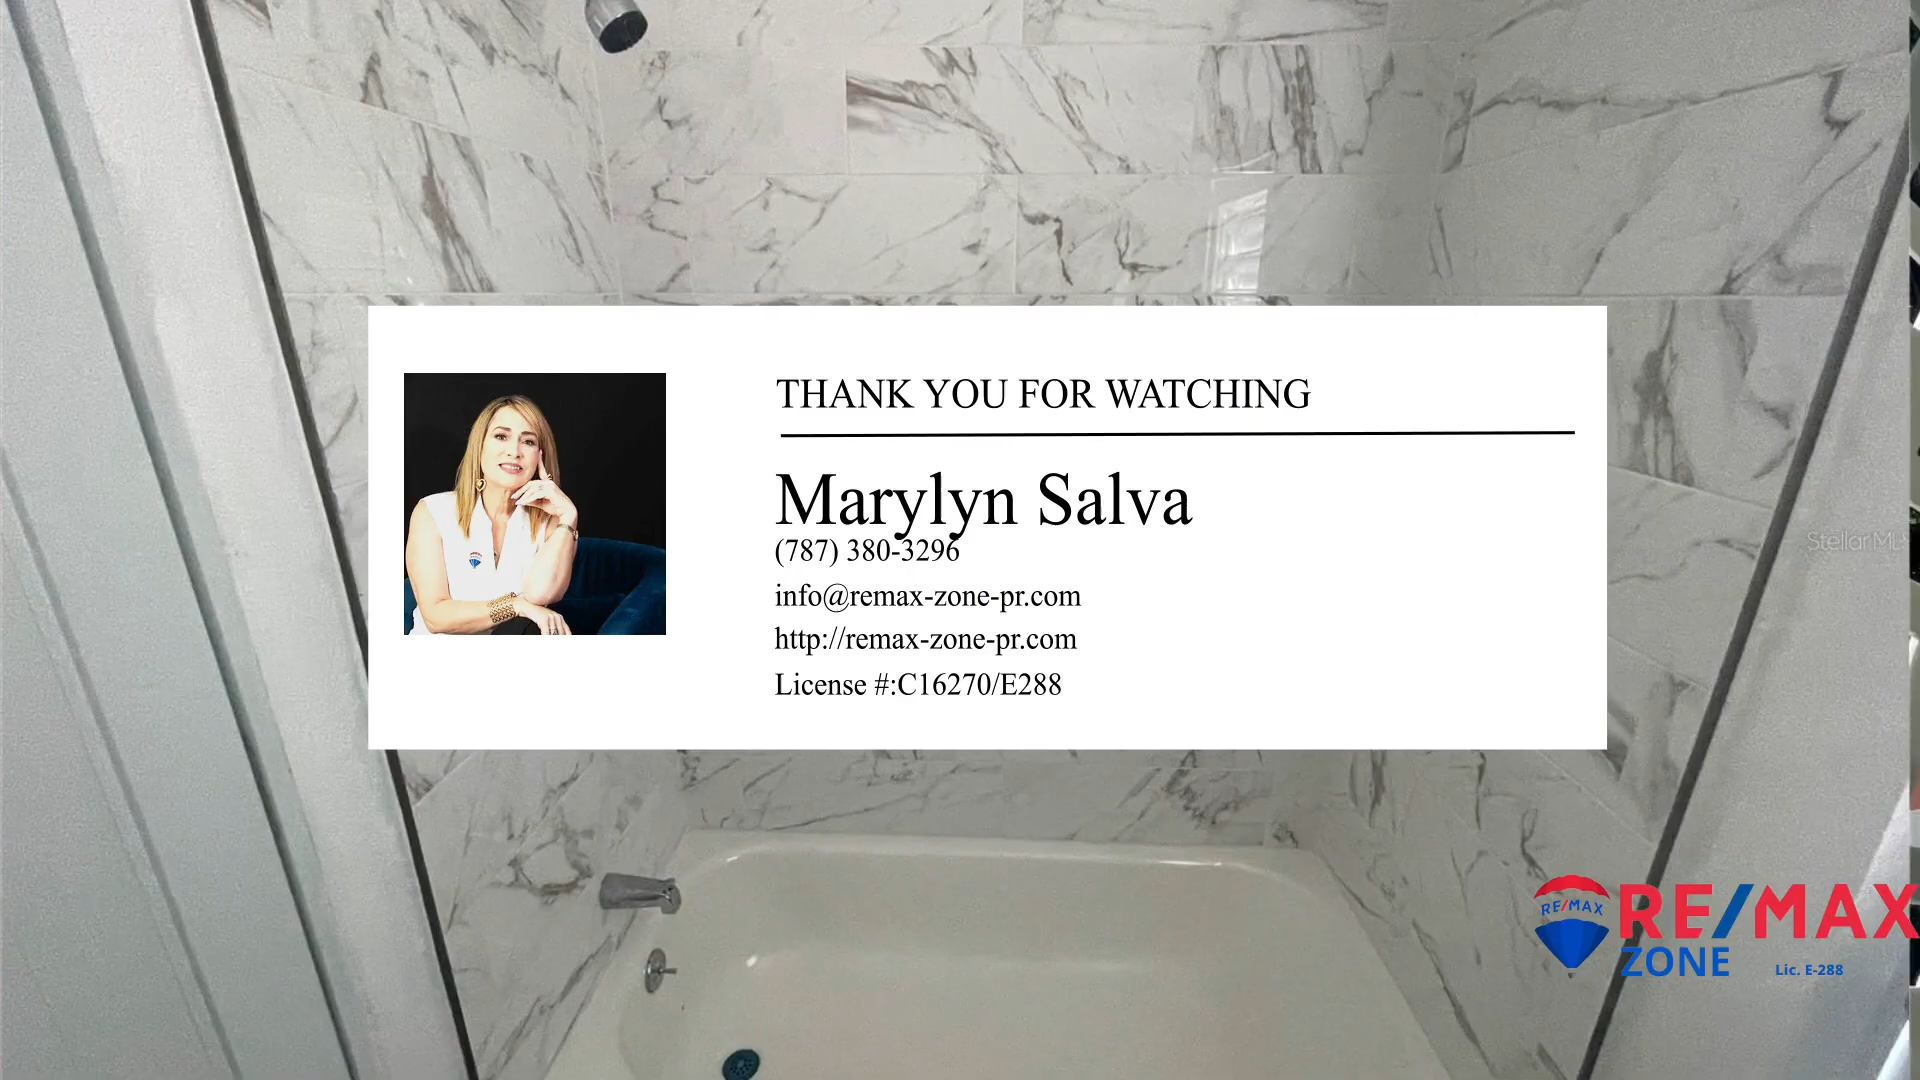 THANK YOU FOR WATCHING
Marylyn Salva
(787) 380-3296
info@remax-zone-pr.com
http://remax-zone-pr.com
License #:C16270/E288
StellarMLS
RE/MAX
RE/MAX
ZONE
Lic. E-288